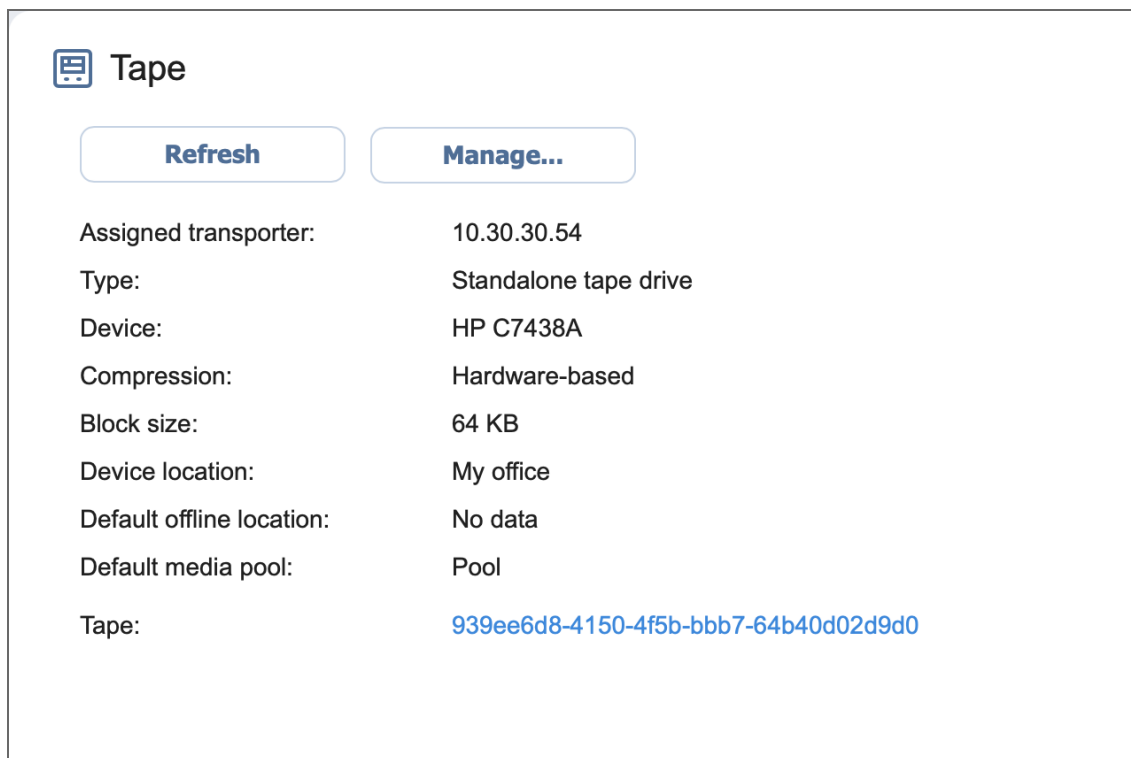 Tape
Refresh Manage...
Assigned transporter: 10.30.30.54
Type: Standalone tape drive
Device: HP C7438A
Compression: Hardware-based
Block size: 64 KB
Device location: My office
Default offline location: No data
Default media pool: Pool
Tape: 939ee6d8-4150-4f5b-bbb7-64b40d02d9d0